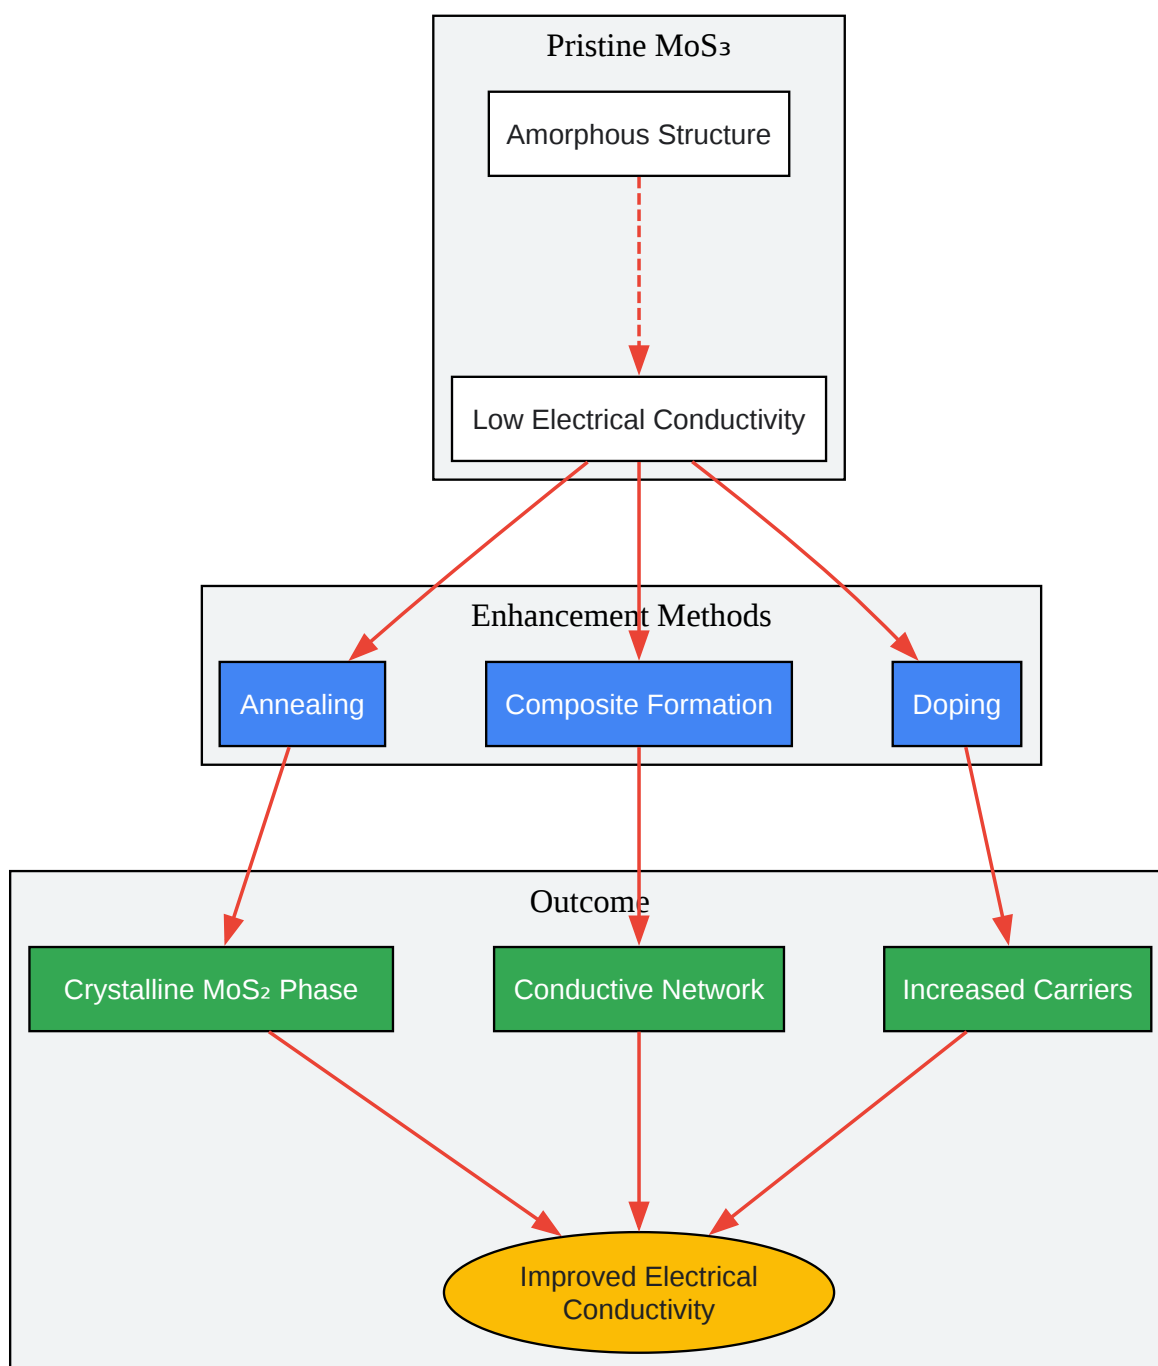 Pristine MoS₃
Amorphous Structure
Low Electrical Conductivity
Enhancement Methods
Annealing
Composite Formation
Doping
Outcome
Crystalline MoS₂ Phase
Conductive Network
Increased Carriers
Improved Electrical
Conductivity